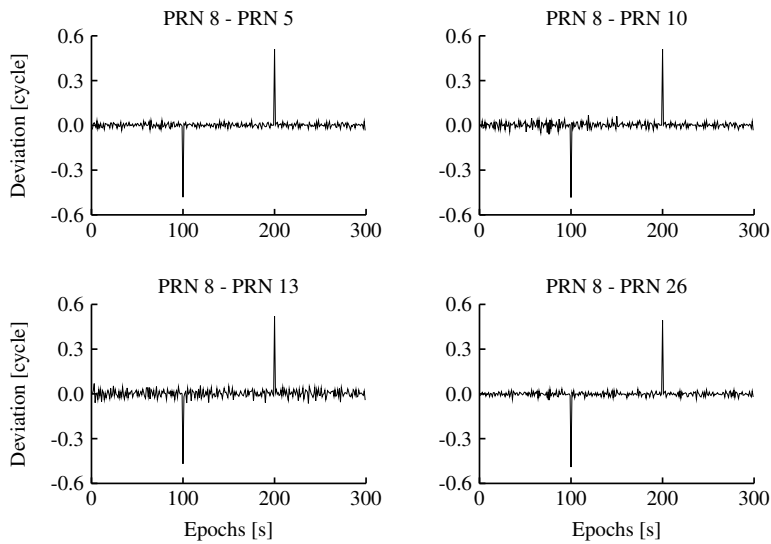 PRN 8 - PRN 5
Deviation [cycle]
0.6
0.3
0.0
-0.3
-0.6
0 100 200 300
PRN 8 - PRN 10
0.6
0.3
0.0
-0.3
-0.6
0 100 200 300
PRN 8 - PRN 13
Deviation [cycle]
0.6
0.3
0.0
-0.3
-0.6
0 100 200 300
Epochs [s]
PRN 8 - PRN 26
0.6
0.3
0.0
-0.3
-0.6
0 100 200 300
Epochs [s]